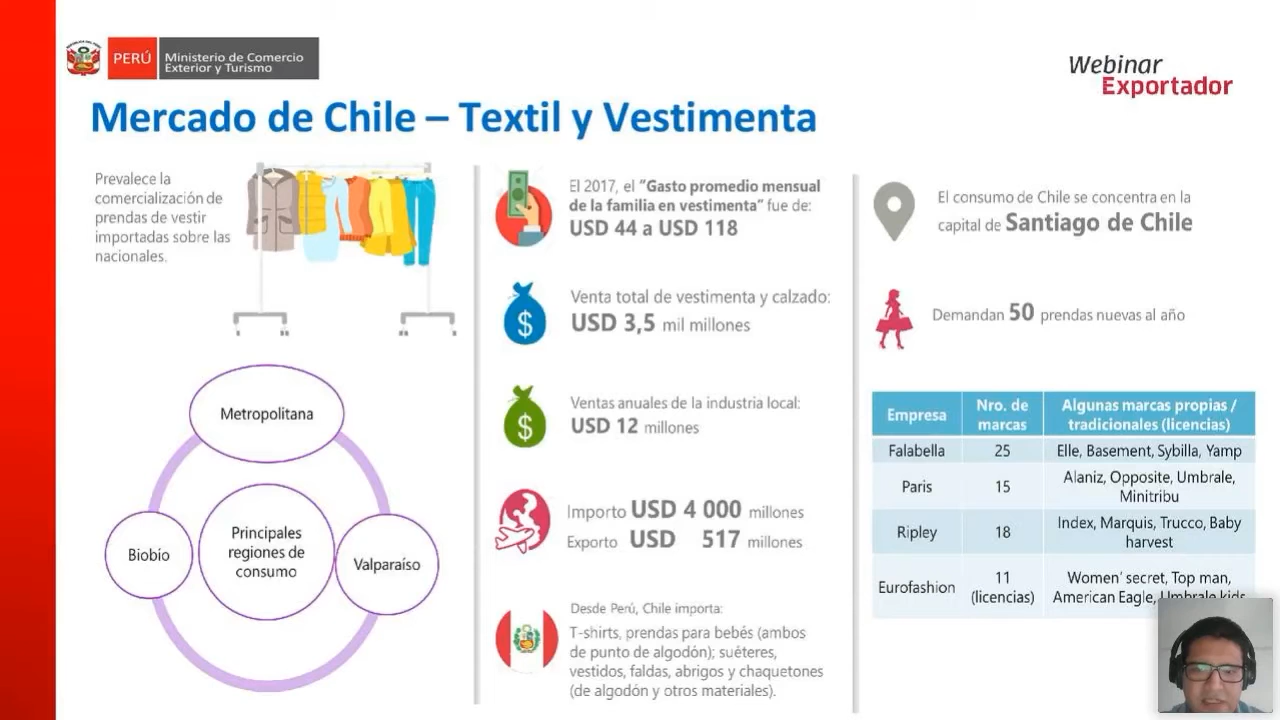 PERÚ
Ministerio de Comercio
Exterior y Turismo
Webinar
Exportador
Mercado de Chile – Textil y Vestimenta
Prevalece la
comercialización de
prendas de vestir
importadas sobre las
nacionales.
Metropolitana
Biobío
Principales
regiones de
consumo
Valparaíso
El 2017, el "Gasto promedio mensual
de la familia en vestimenta" fue de:
USD 44 a USD 118
Venta total de vestimenta y calzado:
USD 3,5 mil millones
Ventas anuales de la industria local:
USD 12 millones
Importo USD 4 000 millones
Exporto USD 517 millones
Desde Perú, Chile importa:
T-shirts, prendas para bebés (ambos
de punto de algodón); suéteres,
vestidos, faldas, abrigos y chaquetones
(de algodón y otros materiales).
El consumo de Chile se concentra en la
capital de Santiago de Chile
Demandan 50 prendas nuevas al año
Empresa
Nro. de
marcas
Algunas marcas propias /
tradicionales (licencias)
Falabella
25
Elle, Basement, Sybilla, Yamp
Paris
15
Alaniz, Opposite, Umbrale,
Minitribu
Ripley
18
Index, Marquis, Trucco, Baby
harvest
Eurofashion
11
(licencias)
Women' secret, Top man,
American Eagle, Umbrale kids